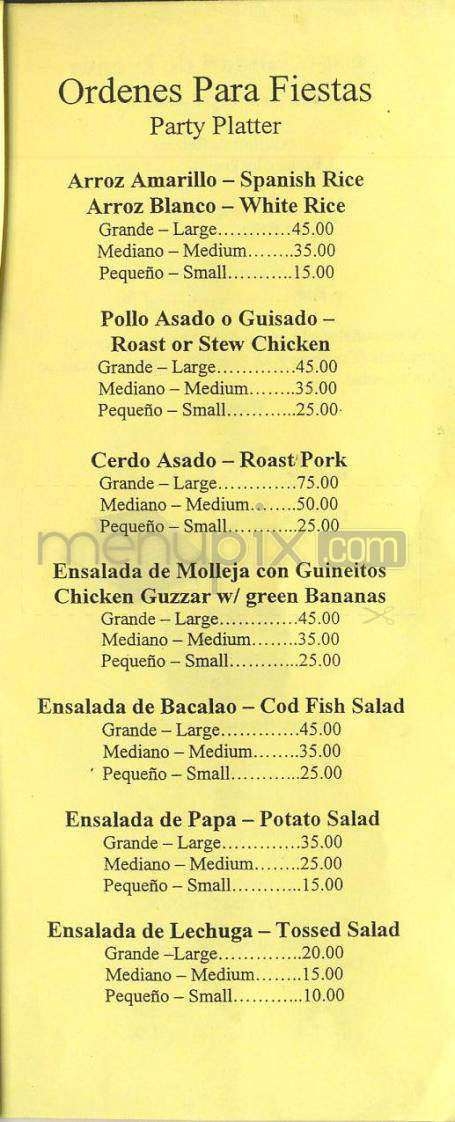 Ordenes Para Fiestas
Party Platter
Arroz Amarillo – Spanish Rice
Arroz Blanco – White Rice
Grande – Large…………45.00
Mediano – Medium……..35.00
Pequeño – Small………..15.00
Pollo Asado o Guisado –
Roast or Stew Chicken
Grande – Large………….45.00
Mediano – Medium……..35.00
Pequeño – Small………...25.00
Cerdo Asado – Roast Pork
Grande – Large………….75.00
Mediano – Medium……..50.00
Pequeño – Small………...25.00
menupix.com
Ensalada de Molleja con Guineitos
Chicken Guzzar w/ green Bananas
Grande – Large………….45.00
Mediano – Medium……..35.00
Pequeño – Small………...25.00
Ensalada de Bacalao – Cod Fish Salad
Grande – Large………….45.00
Mediano – Medium……..35.00
Pequeño – Small………...25.00
Ensalada de Papa – Potato Salad
Grande – Large………….35.00
Mediano – Medium……..25.00
Pequeño – Small………...15.00
Ensalada de Lechuga – Tossed Salad
Grande –Large…………..20.00
Mediano – Medium……..15.00
Pequeño – Small………...10.00